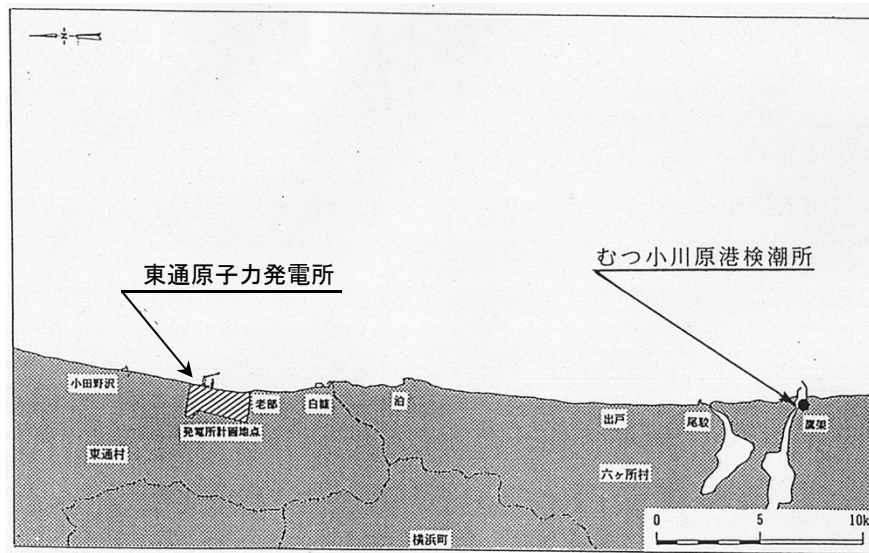 N
むつ小川原港検潮所
東通原子力発電所
小田野沢
老部
白糠
泊
出戸
尾駮
鷹架
発電所計画地点
東通村
六ヶ所村
横浜町
0 5 10k